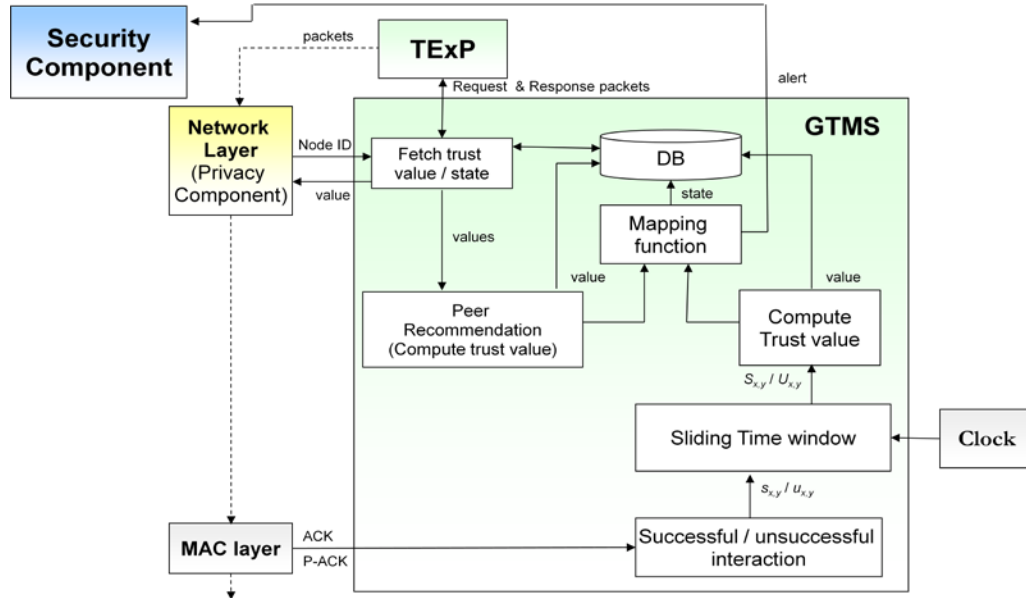 Security
Component
packets
TExP
alert
Request & Response packets
GTMS
Network
Layer
(Privacy
Component)
Node ID
value
Fetch trust
value / state
DB
state
Mapping
function
values
value
value
Peer
Recommendation
(Compute trust value)
Compute
Trust value
Sx,y / Ux,y
Sliding Time window
Clock
sx,y / ux,y
MAC layer
ACK
P-ACK
Successful / unsuccessful
interaction